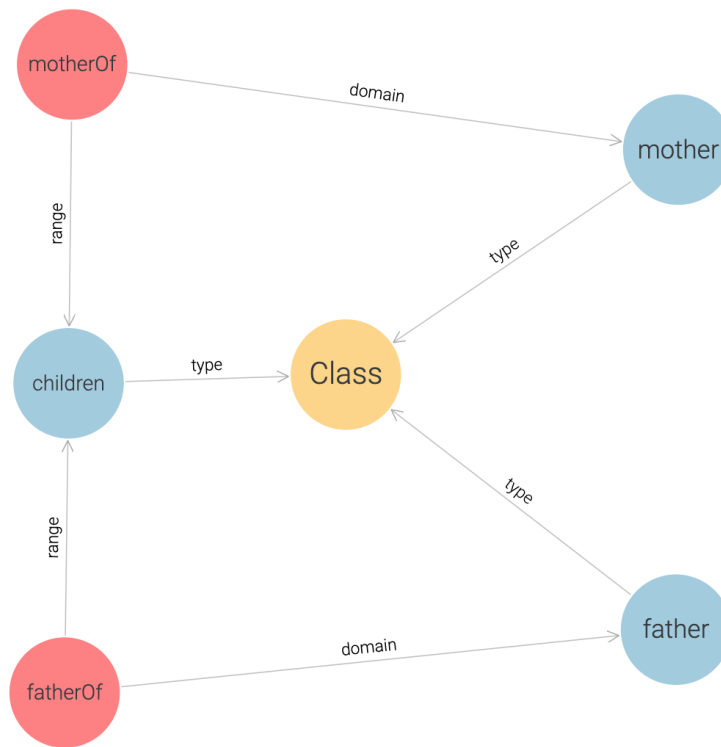 motherOf
domain
mother
range
type
children
type
Class
type
range
father
domain
fatherOf